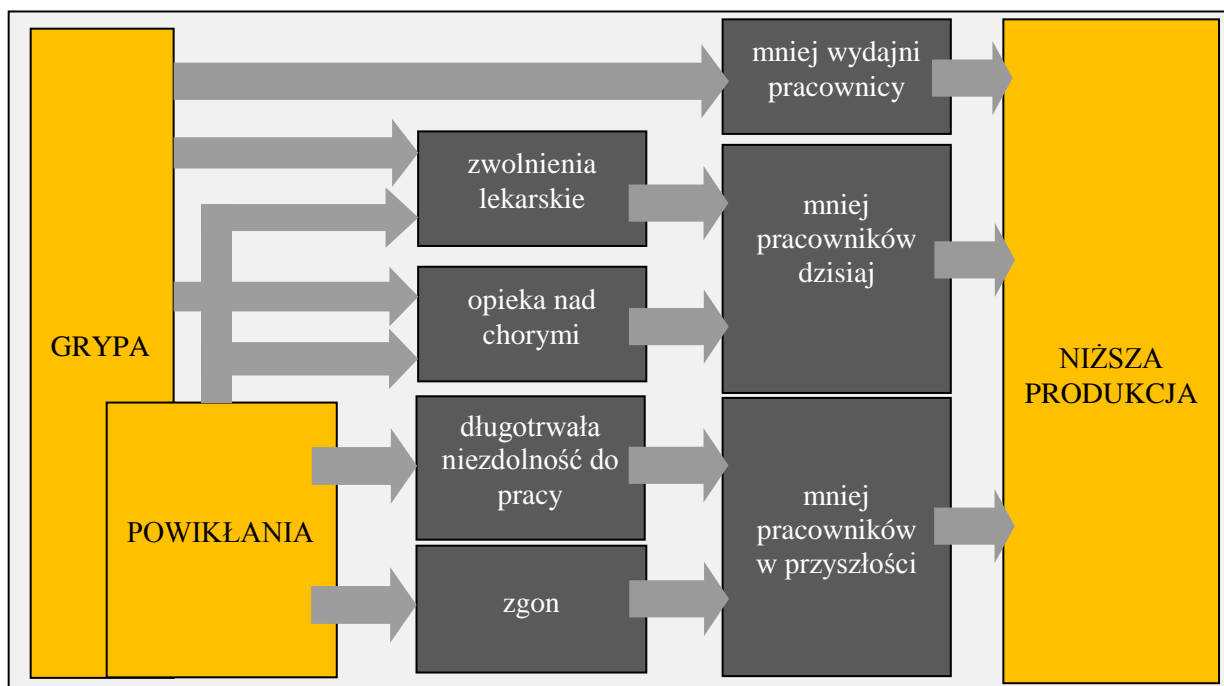 GRYPA
POWIKŁANIA
zwolnienia
lekarskie
opieka nad
chorymi
długotrwała
niezdolność do
pracy
zgon
mniej wydajni
pracownicy
mniej
pracowników
dzisiaj
mniej
pracowników
w przyszłości
NIŻSZA
PRODUKCJA